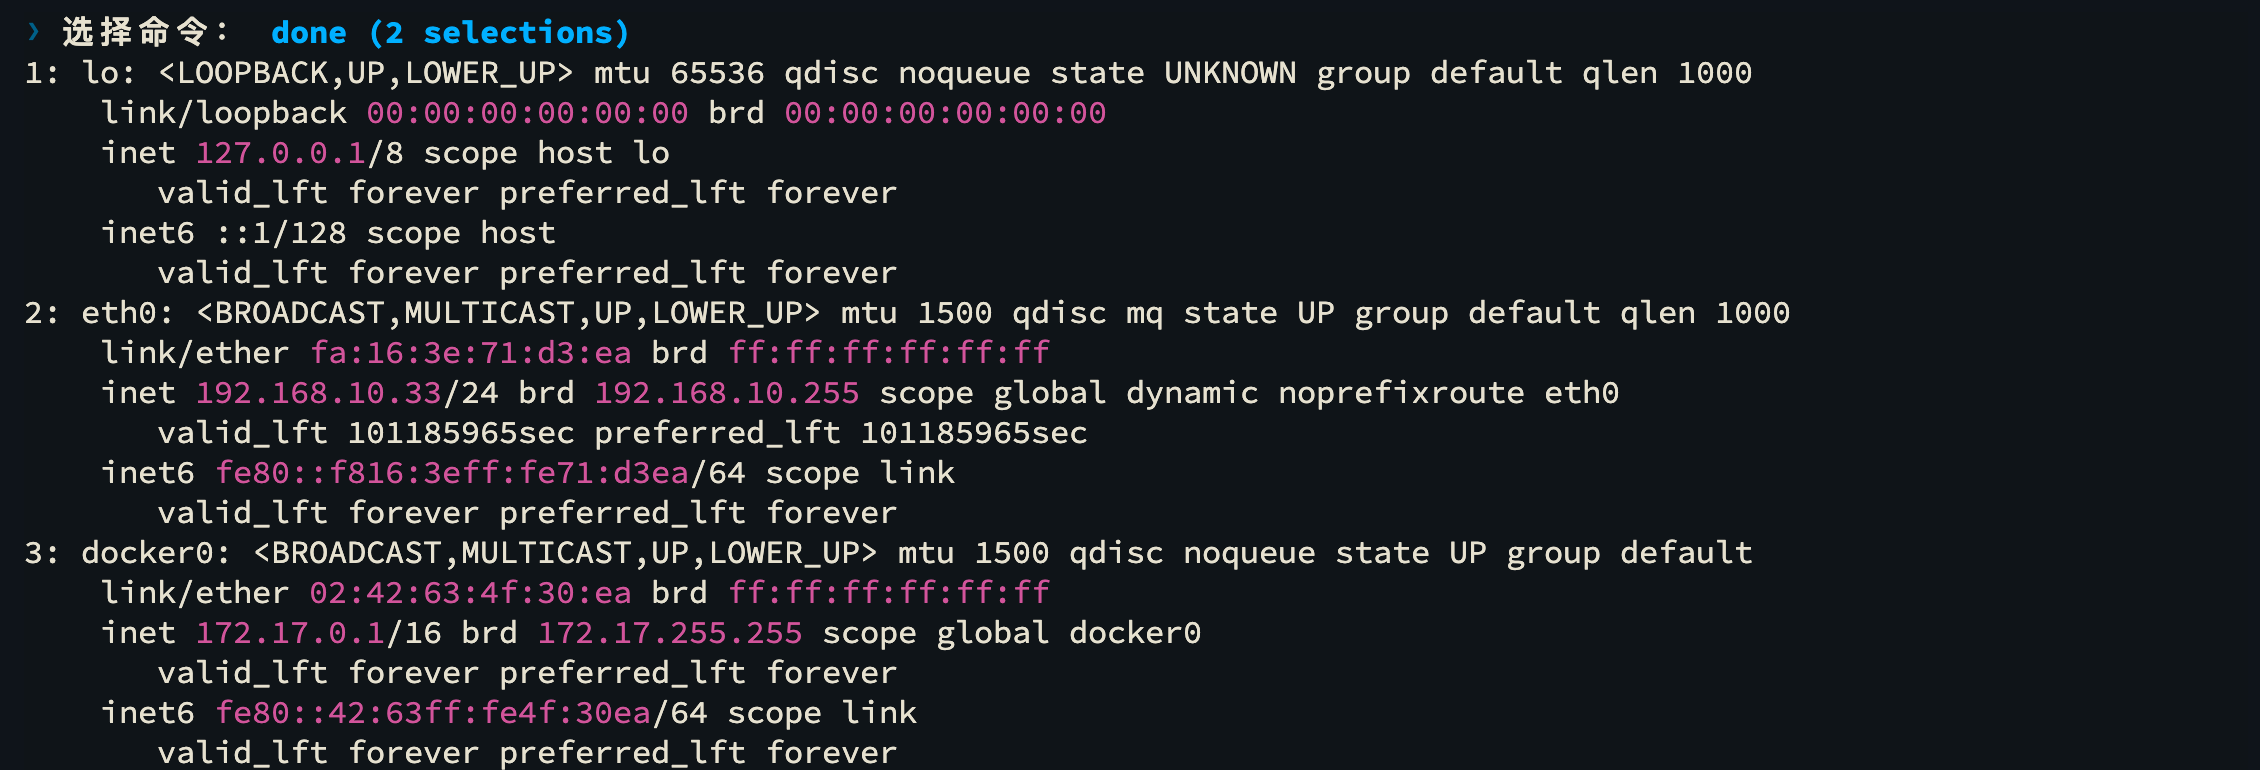 ❯ 选择命令： done (2 selections)
1: lo: <LOOPBACK,UP,LOWER_UP> mtu 65536 qdisc noqueue state UNKNOWN group default qlen 1000
    link/loopback 00:00:00:00:00:00 brd 00:00:00:00:00:00
    inet 127.0.0.1/8 scope host lo
       valid_lft forever preferred_lft forever
    inet6 ::1/128 scope host
       valid_lft forever preferred_lft forever
2: eth0: <BROADCAST,MULTICAST,UP,LOWER_UP> mtu 1500 qdisc mq state UP group default qlen 1000
    link/ether fa:16:3e:71:d3:ea brd ff:ff:ff:ff:ff:ff
    inet 192.168.10.33/24 brd 192.168.10.255 scope global dynamic noprefixroute eth0
       valid_lft 101185965sec preferred_lft 101185965sec
    inet6 fe80::f816:3eff:fe71:d3ea/64 scope link
       valid_lft forever preferred_lft forever
3: docker0: <BROADCAST,MULTICAST,UP,LOWER_UP> mtu 1500 qdisc noqueue state UP group default
    link/ether 02:42:63:4f:30:ea brd ff:ff:ff:ff:ff:ff
    inet 172.17.0.1/16 brd 172.17.255.255 scope global docker0
       valid_lft forever preferred_lft forever
    inet6 fe80::42:63ff:fe4f:30ea/64 scope link
       valid_lft forever preferred_lft forever